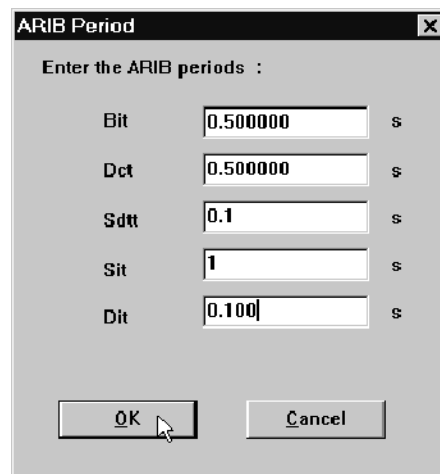 ARIB Period
Enter the ARIB periods :
Bit 0.500000 s
Dct 0.500000 s
Sdtt 0.1 s
Sit 1 s
Dit 0.100 s
OK Cancel